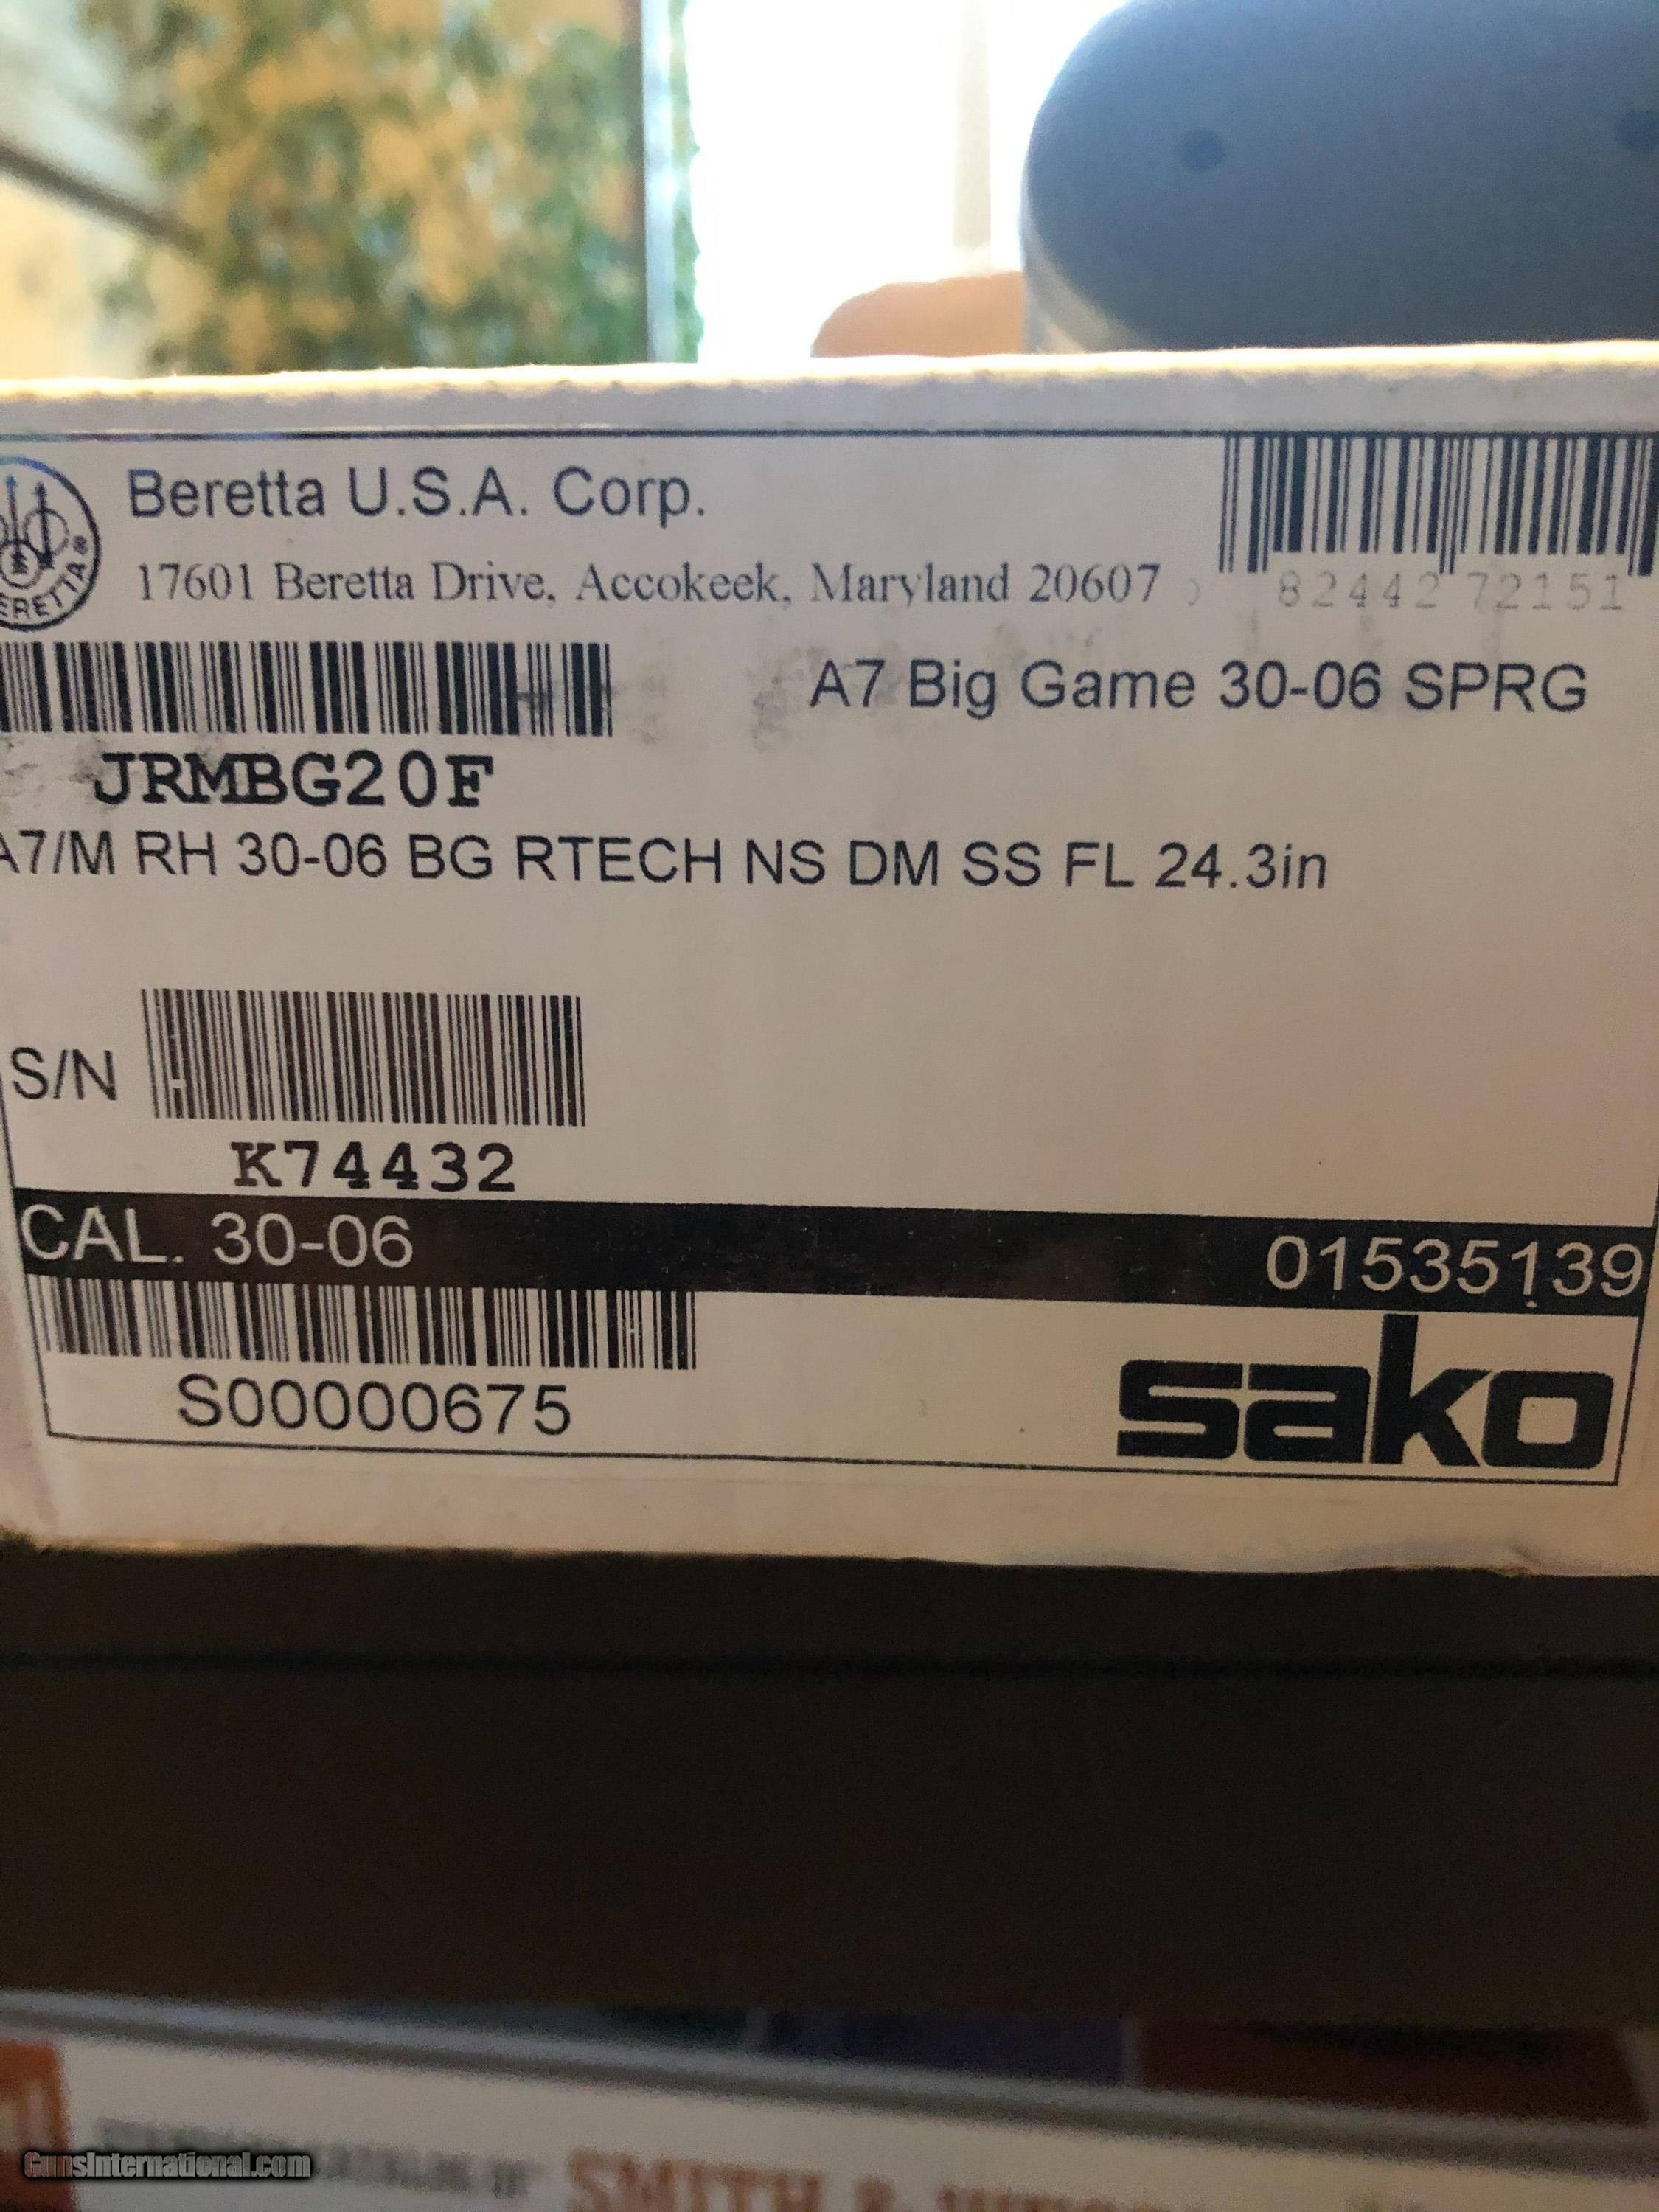 Beretta U.S.A. Corp.
17601 Beretta Drive, Accokeek, Maryland 20607
82442 72151
A7 Big Game 30-06 SPRG
JRMBG20F
A7/M RH 30-06 BG RTECH NS DM SS FL 24.3in
S/N
K74432
CAL. 30-06
01535139
S00000675
sako
SMITH &
GunsInternational.com